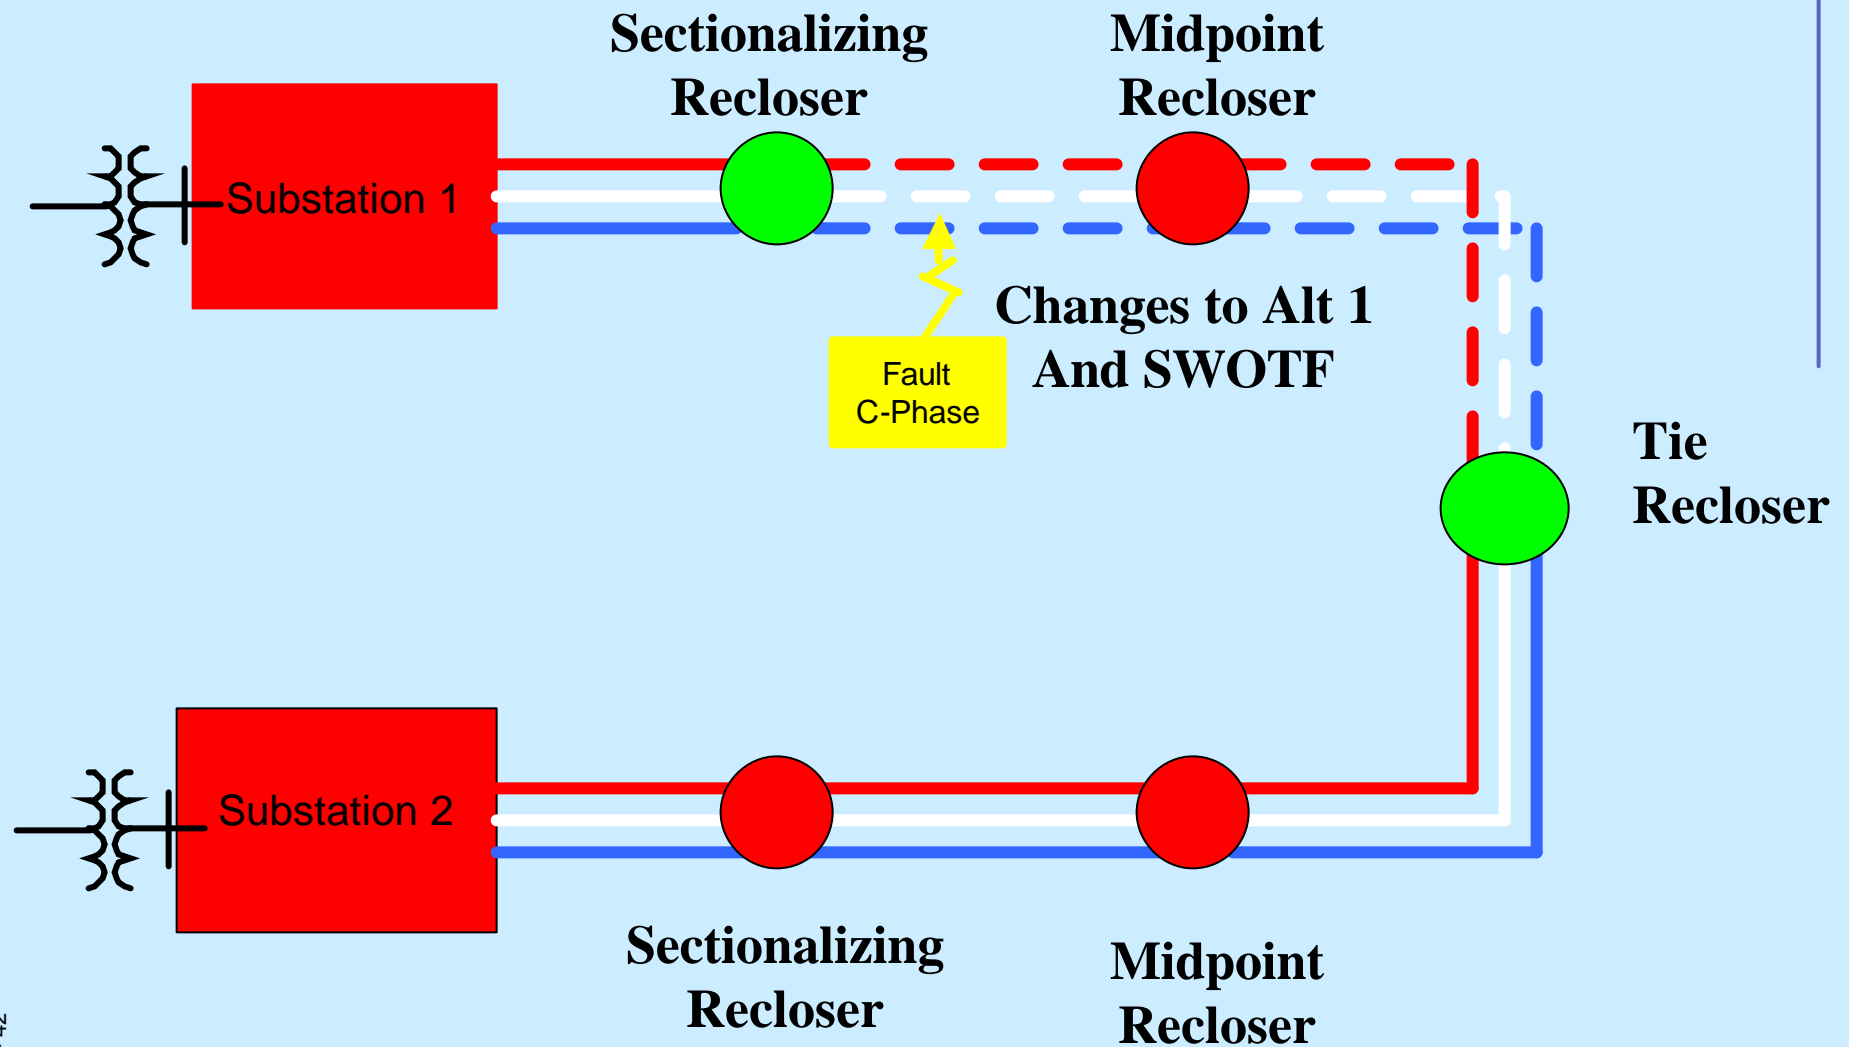 Sectionalizing
Recloser
Midpoint
Recloser
Substation 1
Changes to Alt 1
And SWOTF
Fault
C-Phase
Tie
Recloser
Substation 2
Sectionalizing
Recloser
Midpoint
Recloser
42